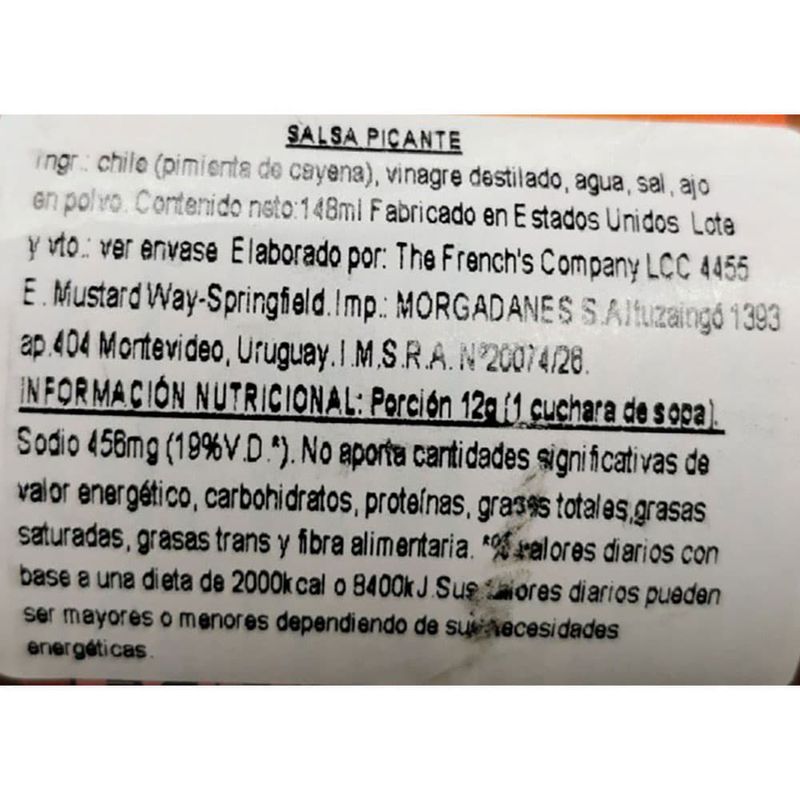 SALSA PICANTE
Ingr.: chile (pimienta de cayena), vinagre destilado, agua, sal, ajo
en polvo. Contenido neto:148ml Fabricado en Estados Unidos Lote
y vto.: ver envase Elaborado por: The French's Company LCC 4455
E. Mustard Way-Springfield.Imp.: MORGADANES S.A Ituzaingó 1393
ap.404 Montevideo, Uruguay.I.M.S.R.A. N°20074/26.
INFORMACIÓN NUTRICIONAL: Porción 12g (1 cuchara de sopa).
Sodio 456mg (19%V.D.*). No aporta cantidades significativas de
valor energético, carbohidratos, proteínas, grasas totales,grasas
saturadas, grasas trans y fibra alimentaria. *% valores diarios con
base a una dieta de 2000kcal o 8400kJ Sus valores diarios pueden
ser mayores o menores dependiendo de sus necesidades
energéticas.